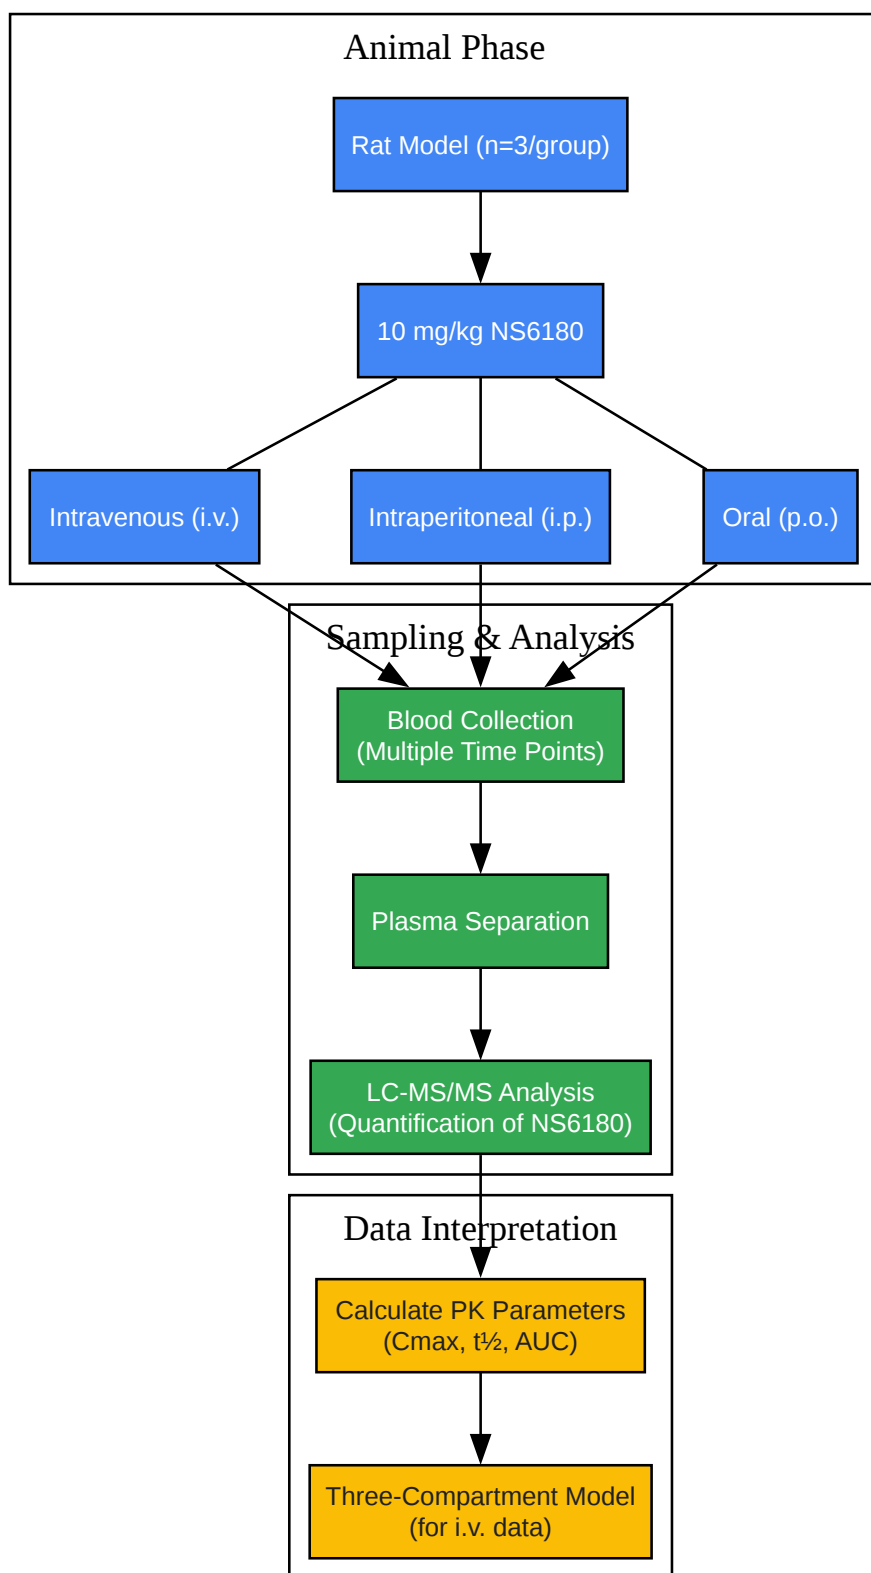 Animal Phase
Rat Model (n=3/group)
10 mg/kg NS6180
Intravenous (i.v.)
Intraperitoneal (i.p.)
Oral (p.o.)
Sampling & Analysis
Blood Collection
(Multiple Time Points)
Plasma Separation
LC-MS/MS Analysis
(Quantification of NS6180)
Data Interpretation
Calculate PK Parameters
(Cmax, t½, AUC)
Three-Compartment Model
(for i.v. data)